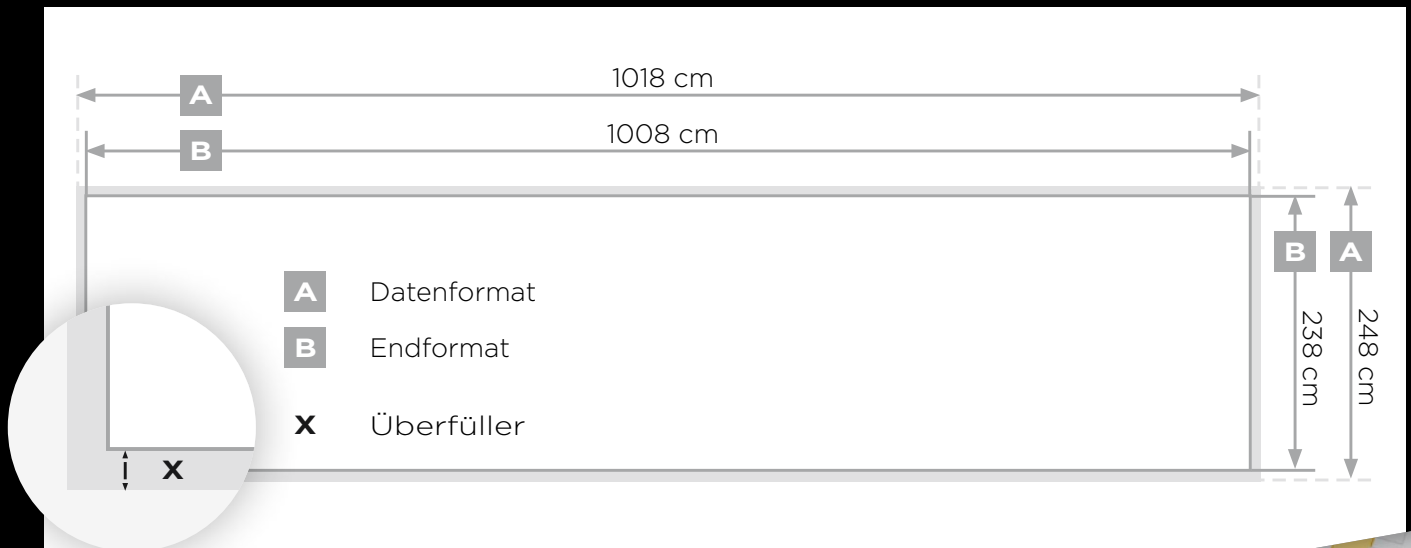 1018 cm
A
1008 cm
B
B A
A Datenformat
238 cm
248 cm
B Endformat
X Überfüller
X